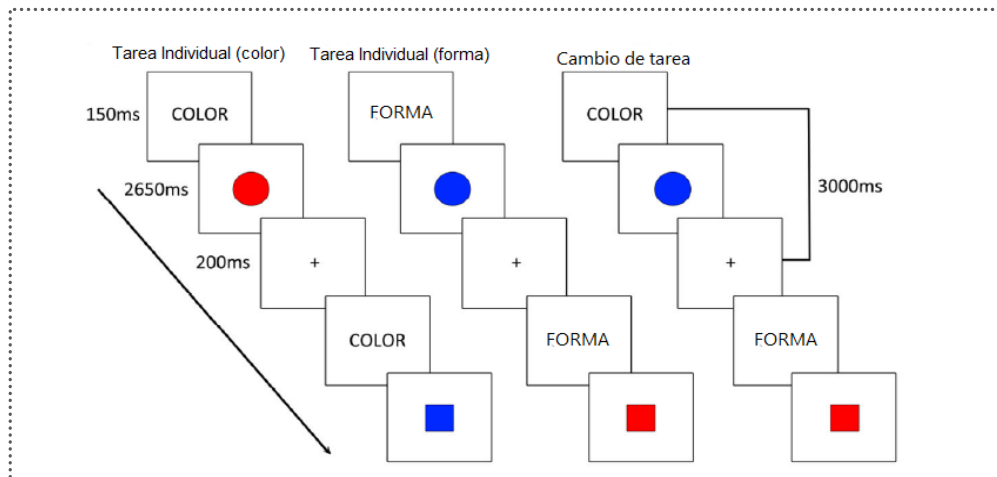 Tarea Individual (color)
Tarea Individual (forma)
Cambio de tarea
150ms
COLOR
FORMA
COLOR
2650ms
3000ms
200ms
+
+
+
COLOR
FORMA
FORMA